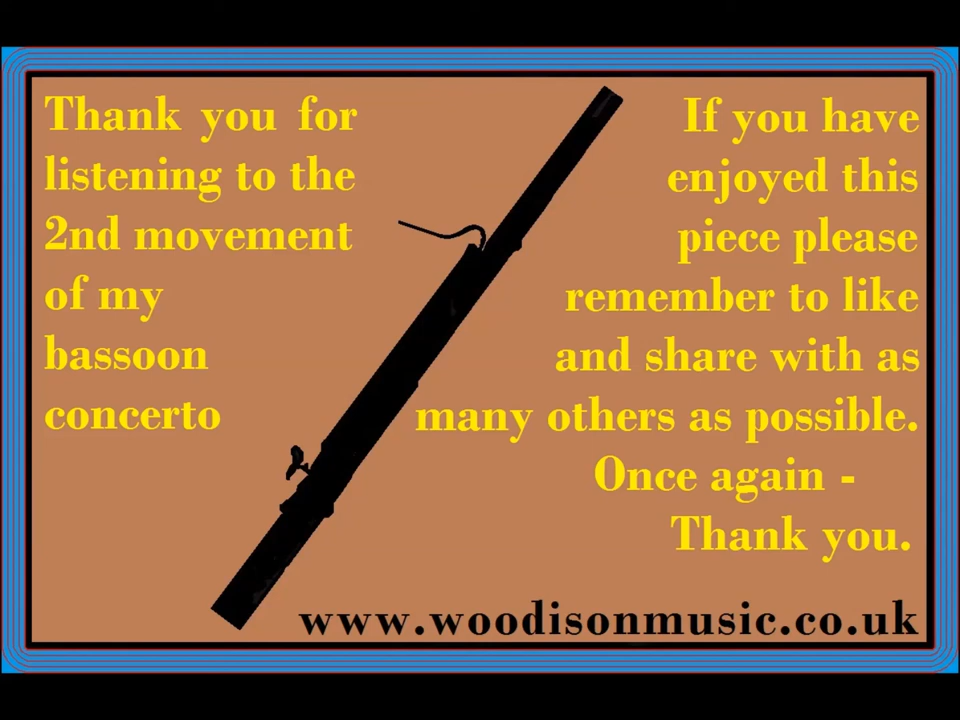 Thank you for
listening to the
2nd movement
of my
bassoon
concerto
If you have
enjoyed this
piece please
remember to like
and share with as
many others as possible.
Once again -
Thank you.
www.woodisonmusic.co.uk